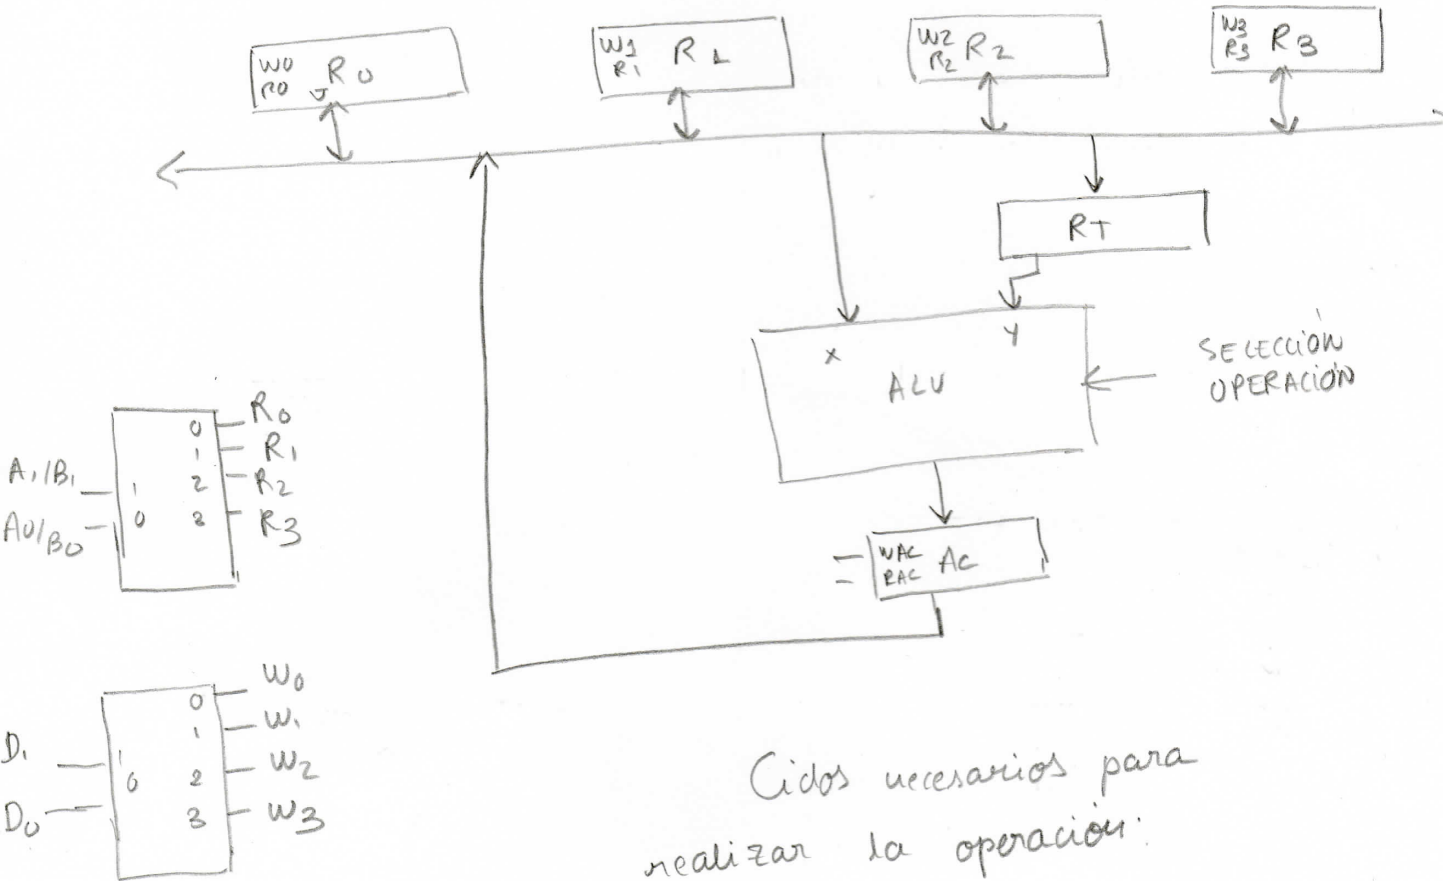 W0 R0
R0
W1 R1
R1
W2 R2
R2
W3 R3
R3
RT
X Y
ALU
SELECCIÓN
OPERACIÓN
WAC AC
RAC
0 R0
1 R1
A1/B1 1 2 R2
A0/B0 0 3 R3
0 W0
1 W1
D1 1 2 W2
D0 0 3 W3
Ciclos necesarios para
realizar la operación.